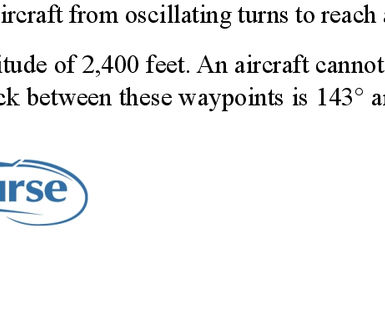 ircraft from oscillating turns to reach
itude of 2,400 feet. An aircraft cannot
ck between these waypoints is 143° a
urse